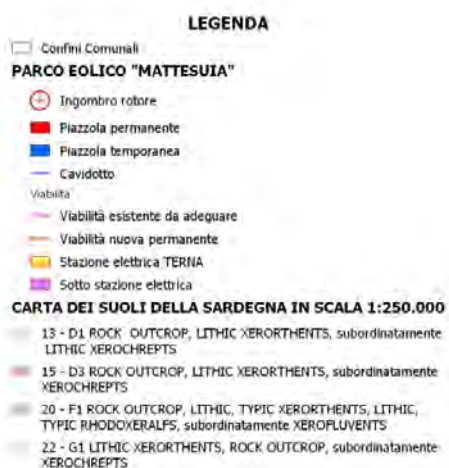 LEGENDA
Confini Comunali
PARCO EOLICO "MATTESUIA"
Ingombro rotore
Piazzola permanente
Piazzola temporanea
Cavidotto
Viabilità
Viabilità esistente da adeguare
Viabilità nuova permanente
Stazione elettrica TERNA
Sotto stazione elettrica
CARTA DEI SUOLI DELLA SARDEGNA IN SCALA 1:250.000
13 - D1 ROCK OUTCROP, LITHIC XERORTHENTS, subordinatamente
LITHIC XEROCHREPTS
15 - D3 ROCK OUTCROP, LITHIC XERORTHENTS, subordinatamente
XEROCHREPTS
20 - F1 ROCK OUTCROP, LITHIC, TYPIC XERORTHENTS, LITHIC,
TYPIC RHODOXERALFS, subordinatamente XEROFLUVENTS
22 - G1 LITHIC XERORTHENTS, ROCK OUTCROP, subordinatamente
XEROCHREPTS